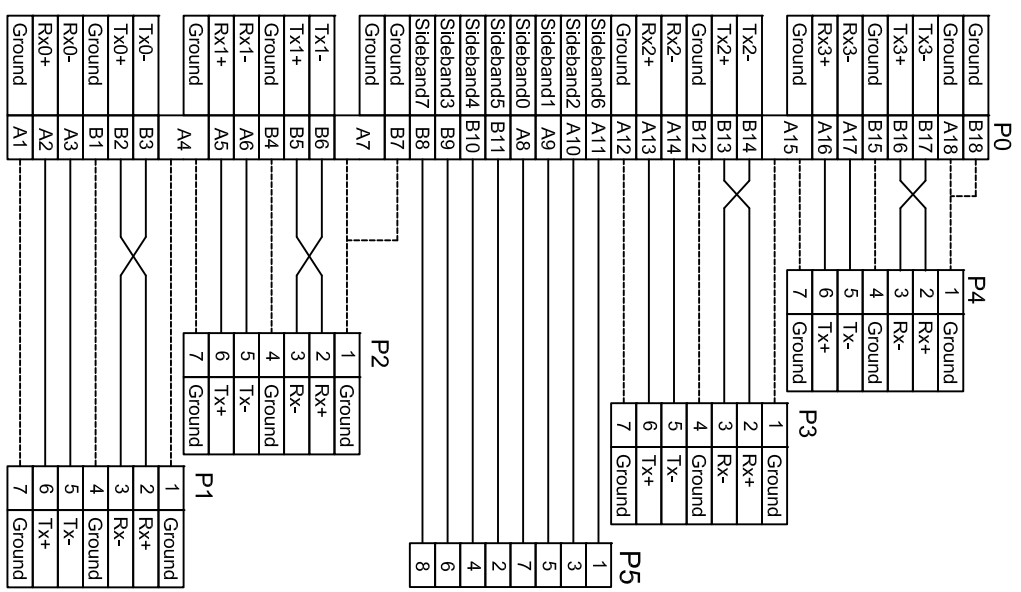 P0
Ground B18
P4
Ground A18 1 Ground
Tx3- B17 2 Rx+
Tx3+ B16 3 Rx-
Ground B15 4 Ground
Rx3- A17 5 Tx-
Rx3+ A16 6 Tx+
Ground A15 7 Ground
P3
1 Ground
Tx2- B14 2 Rx+
Tx2+ B13 3 Rx-
Ground B12 4 Ground
Rx2- A14 5 Tx-
Rx2+ A13 6 Tx+
Ground A12 7 Ground
P5
Sideband6 A11 1
Sideband2 A10 3
Sideband1 A9 5
Sideband0 A8 7
Sideband5 B11 2
Sideband4 B10 4
Sideband3 B9 6
Sideband7 B8 8
Ground B7
P2
Ground A7 1 Ground
Tx1- B6 2 Rx+
Tx1+ B5 3 Rx-
Ground B4 4 Ground
Rx1- A6 5 Tx-
Rx1+ A5 6 Tx+
Ground A4 7 Ground
P1
1 Ground
Tx0- B3 2 Rx+
Tx0+ B2 3 Rx-
Ground B1 4 Ground
Rx0- A3 5 Tx-
Rx0+ A2 6 Tx+
Ground A1 7 Ground